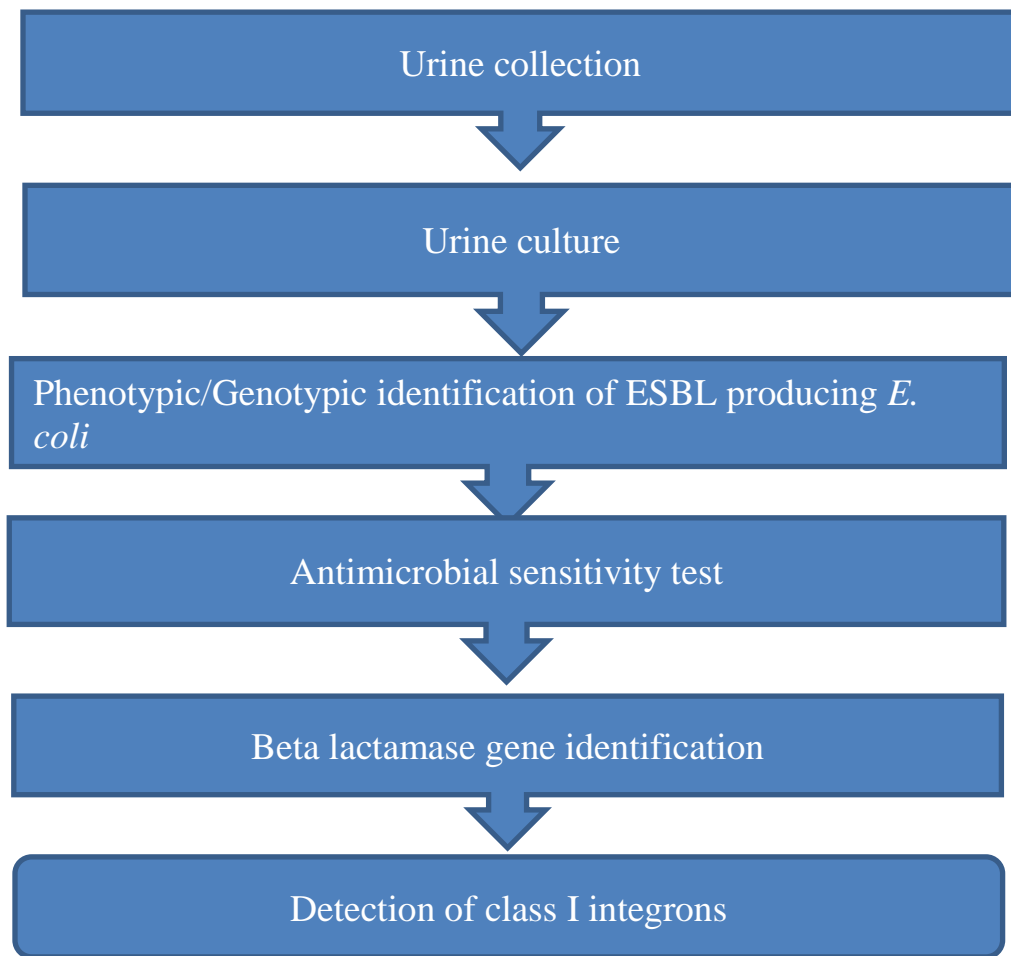 Urine collection
Urine culture
Phenotypic/Genotypic identification of ESBL producing E.
coli
Antimicrobial sensitivity test
Beta lactamase gene identification
Detection of class I integrons